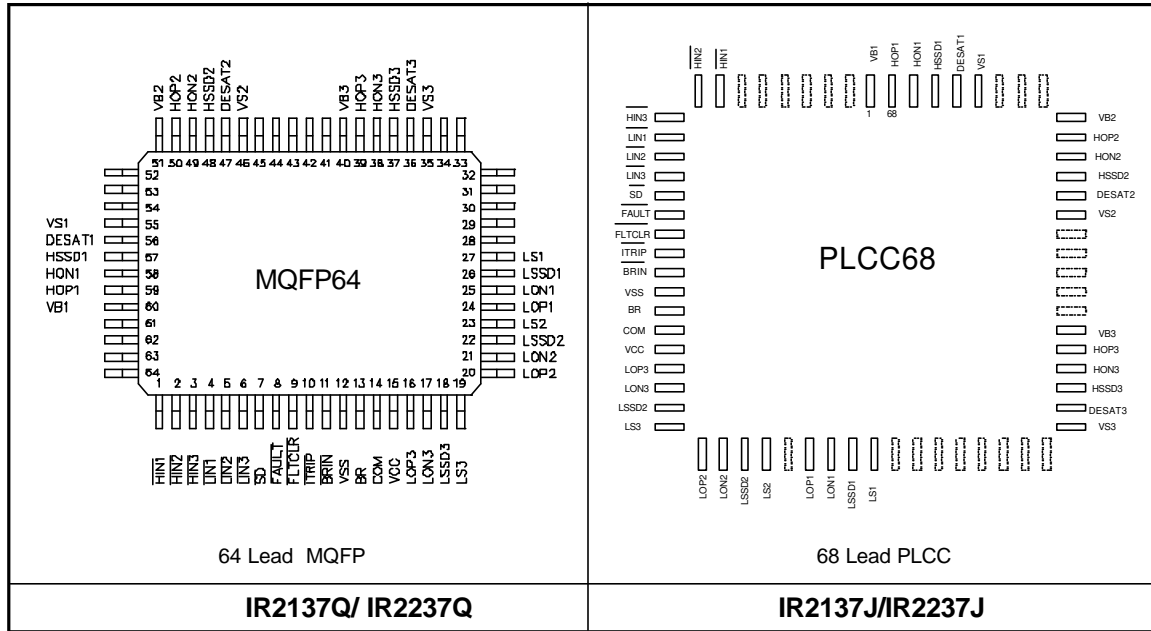 VB2
HOP2
HON2
HSSD2
DESAT2
VS2
VB3
HOP3
HON3
HSSD3
DESAT3
VS3
51 50 49 48 47 46 45 44 43 42 41 40 39 38 37 36 35 34 33
52
53
54
VS1 55
DESAT1 56
HSSD1 57
HON1 58
HOP1 59
VB1 60
61
62
63
64
MQFP64
32
31
30
29
28
27 LS1
26 LSSD1
25 LON1
24 LOP1
23 LS2
22 LSSD2
21 LON2
20 LOP2
1 2 3 4 5 6 7 8 9 10 11 12 13 14 15 16 17 18 19
HIN1
HIN2
HIN3
LIN1
LIN2
LIN3
SD
FAULT
FLTCLR
ITRIP
BRIN
VSS
BR
COM
VCC
LOP3
LON3
LSSD3
LS3
64 Lead MQFP
IR2137Q/ IR2237Q
HIN2
HIN1
VB1
HOP1
HON1
HSSD1
DESAT1
VS1
1 68
HIN3
LIN1
LIN2
LIN3
SD
FAULT
FLTCLR
ITRIP
BRIN
VSS
BR
COM
VCC
LOP3
LON3
LSSD2
LS3
PLCC68
VB2
HOP2
HON2
HSSD2
DESAT2
VS2
VB3
HOP3
HON3
HSSD3
DESAT3
VS3
LOP2
LON2
LSSD2
LS2
LOP1
LON1
LSSD1
LS1
68 Lead PLCC
IR2137J/IR2237J